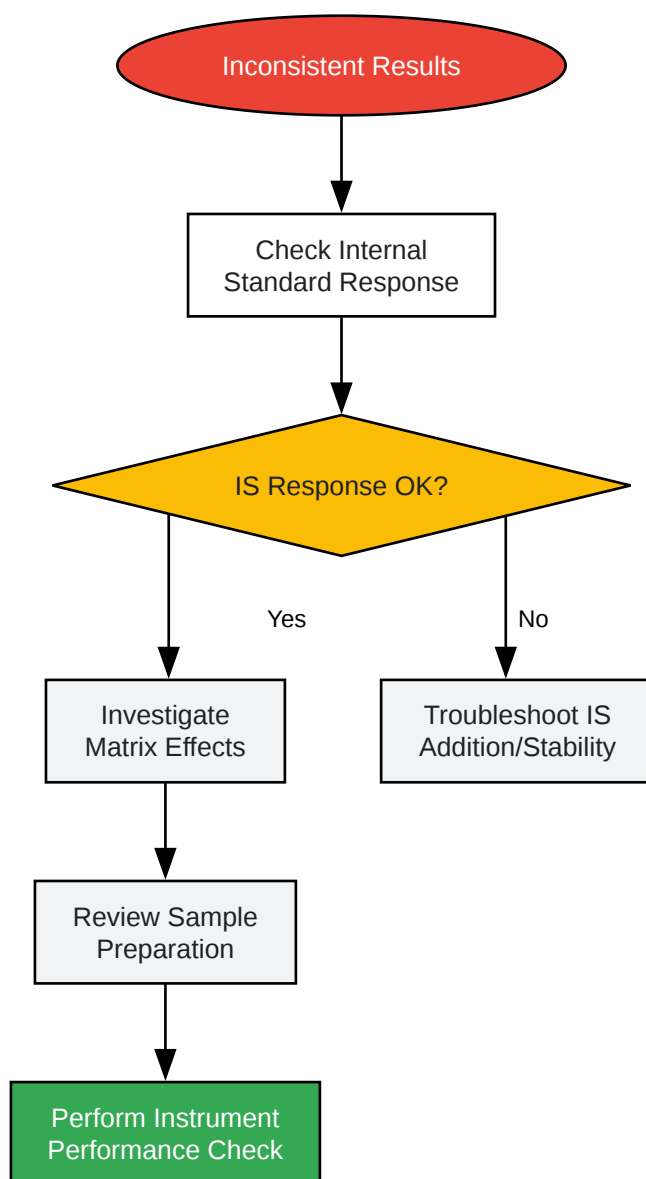 Inconsistent Results
Check Internal
Standard Response
IS Response OK?
Yes
No
Investigate
Matrix Effects
Troubleshoot IS
Addition/Stability
Review Sample
Preparation
Perform Instrument
Performance Check